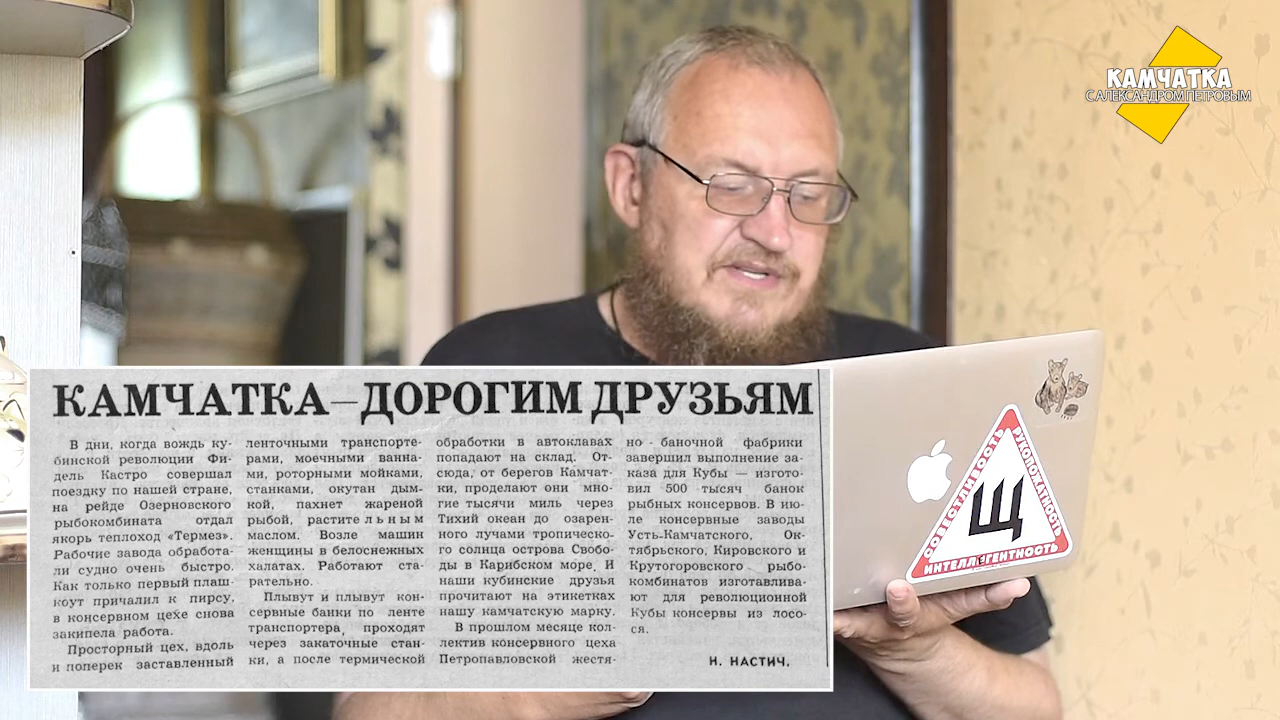 КАМЧАТКА
С АЛЕКСАНДРОМ ПЕТРОВЫМ
КАМЧАТКА—ДОРОГИМ ДРУЗЬЯМ
В дни, когда вождь ку-
бинской революции Фи-
дель Кастро совершал
поездку по нашей стране,
на рейде Озерновского
рыбокомбината отдал
якорь теплоход «Термез».
Рабочие завода обработа-
ли судно очень быстро.
Как только первый плаш-
коут причалил к пирсу,
в консервном цехе снова
закипела работа.
Просторный цех, вдоль
и поперек заставленный
ленточными транспорте-
рами, моечными ванна-
ми, роторными мойками,
станками, окутан дым-
кой, пахнет жареной
рыбой, растительным
маслом. Возле машин
женщины в белоснежных
халатах. Работают ста-
рательно.
Плывут и плывут кон-
сервные банки по ленте
транспортера, проходят
через закаточные стан-
ки, а после термической
обработки в автоклавах
попадают на склад. От-
сюда, от берегов Камчат-
ки, проделают они мно-
гие тысячи миль через
Тихий океан до озарен-
ного лучами тропическо-
го солнца острова Свобо-
ды в Карибском море. И
наши кубинские друзья
прочитают на этикетках
нашу камчатскую марку.
В прошлом месяце кол-
лектив консервного цеха
Петропавловской жестя-
но-баночной фабрики
завершил выполнение за-
каза для Кубы — изгото-
вил 500 тысяч банок
рыбных консервов. В ию-
ле консервные заводы
Усть-Камчатского, Ок-
тябрьского, Кировского и
Крутогоровского рыбо-
комбинатов изготавлива-
ют для революционной
Кубы консервы из лосо-
ся.
Н. НАСТИЧ.
СОВЕСТЛИВОСТЬ
РУКОПОЖАТНОСТЬ
Щ
ИНТЕЛЛИГЕНТНОСТЬ